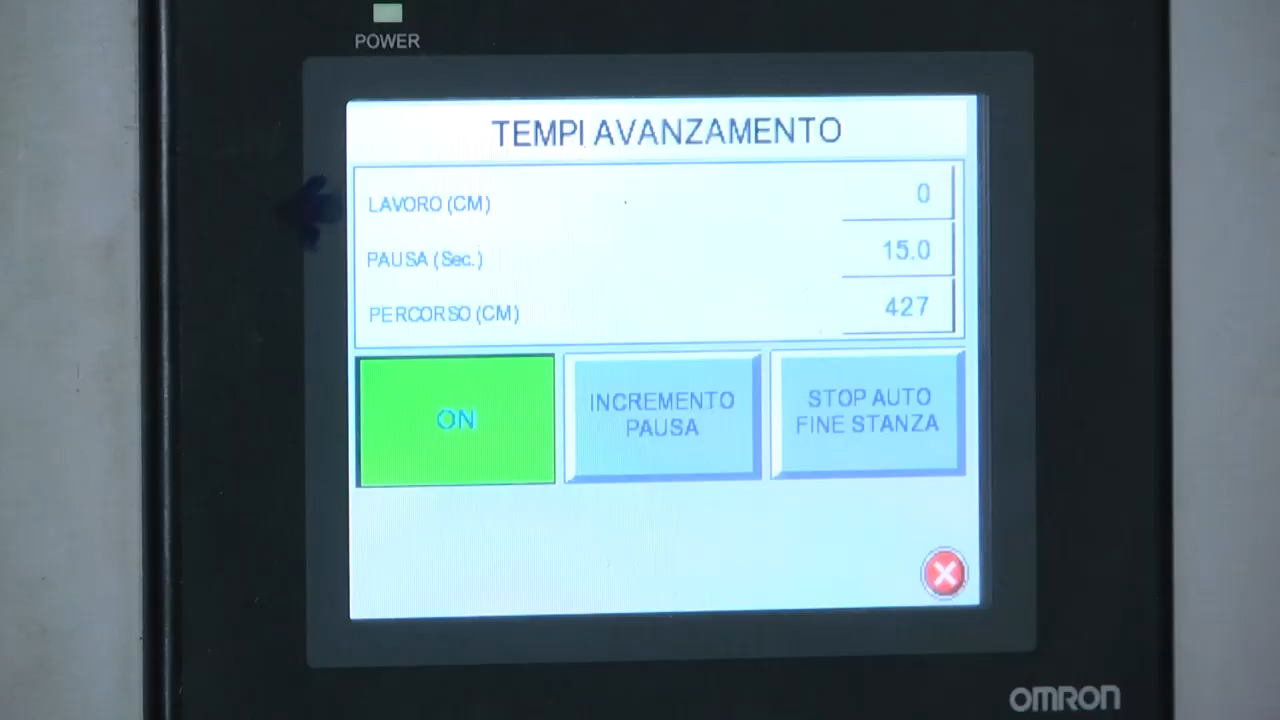 POWER
TEMPI AVANZAMENTO
LAVORO (CM) 0
PAUSA (Sec.) 15.0
PERCORSO (CM) 427
ON
INCREMENTO
PAUSA
STOP AUTO
FINE STANZA
OMRON